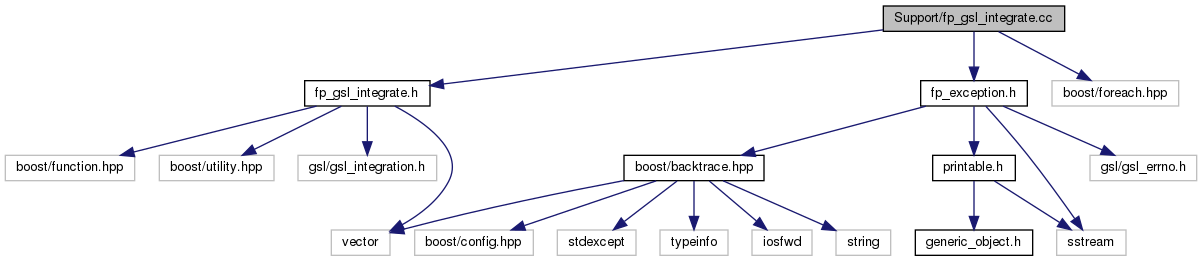 Support/fp_gsl_integrate.cc
fp_gsl_integrate.h
fp_exception.h
boost/foreach.hpp
boost/function.hpp
boost/utility.hpp
gsl/gsl_integration.h
boost/backtrace.hpp
printable.h
gsl/gsl_errno.h
vector
boost/config.hpp
stdexcept
typeinfo
iosfwd
string
generic_object.h
sstream